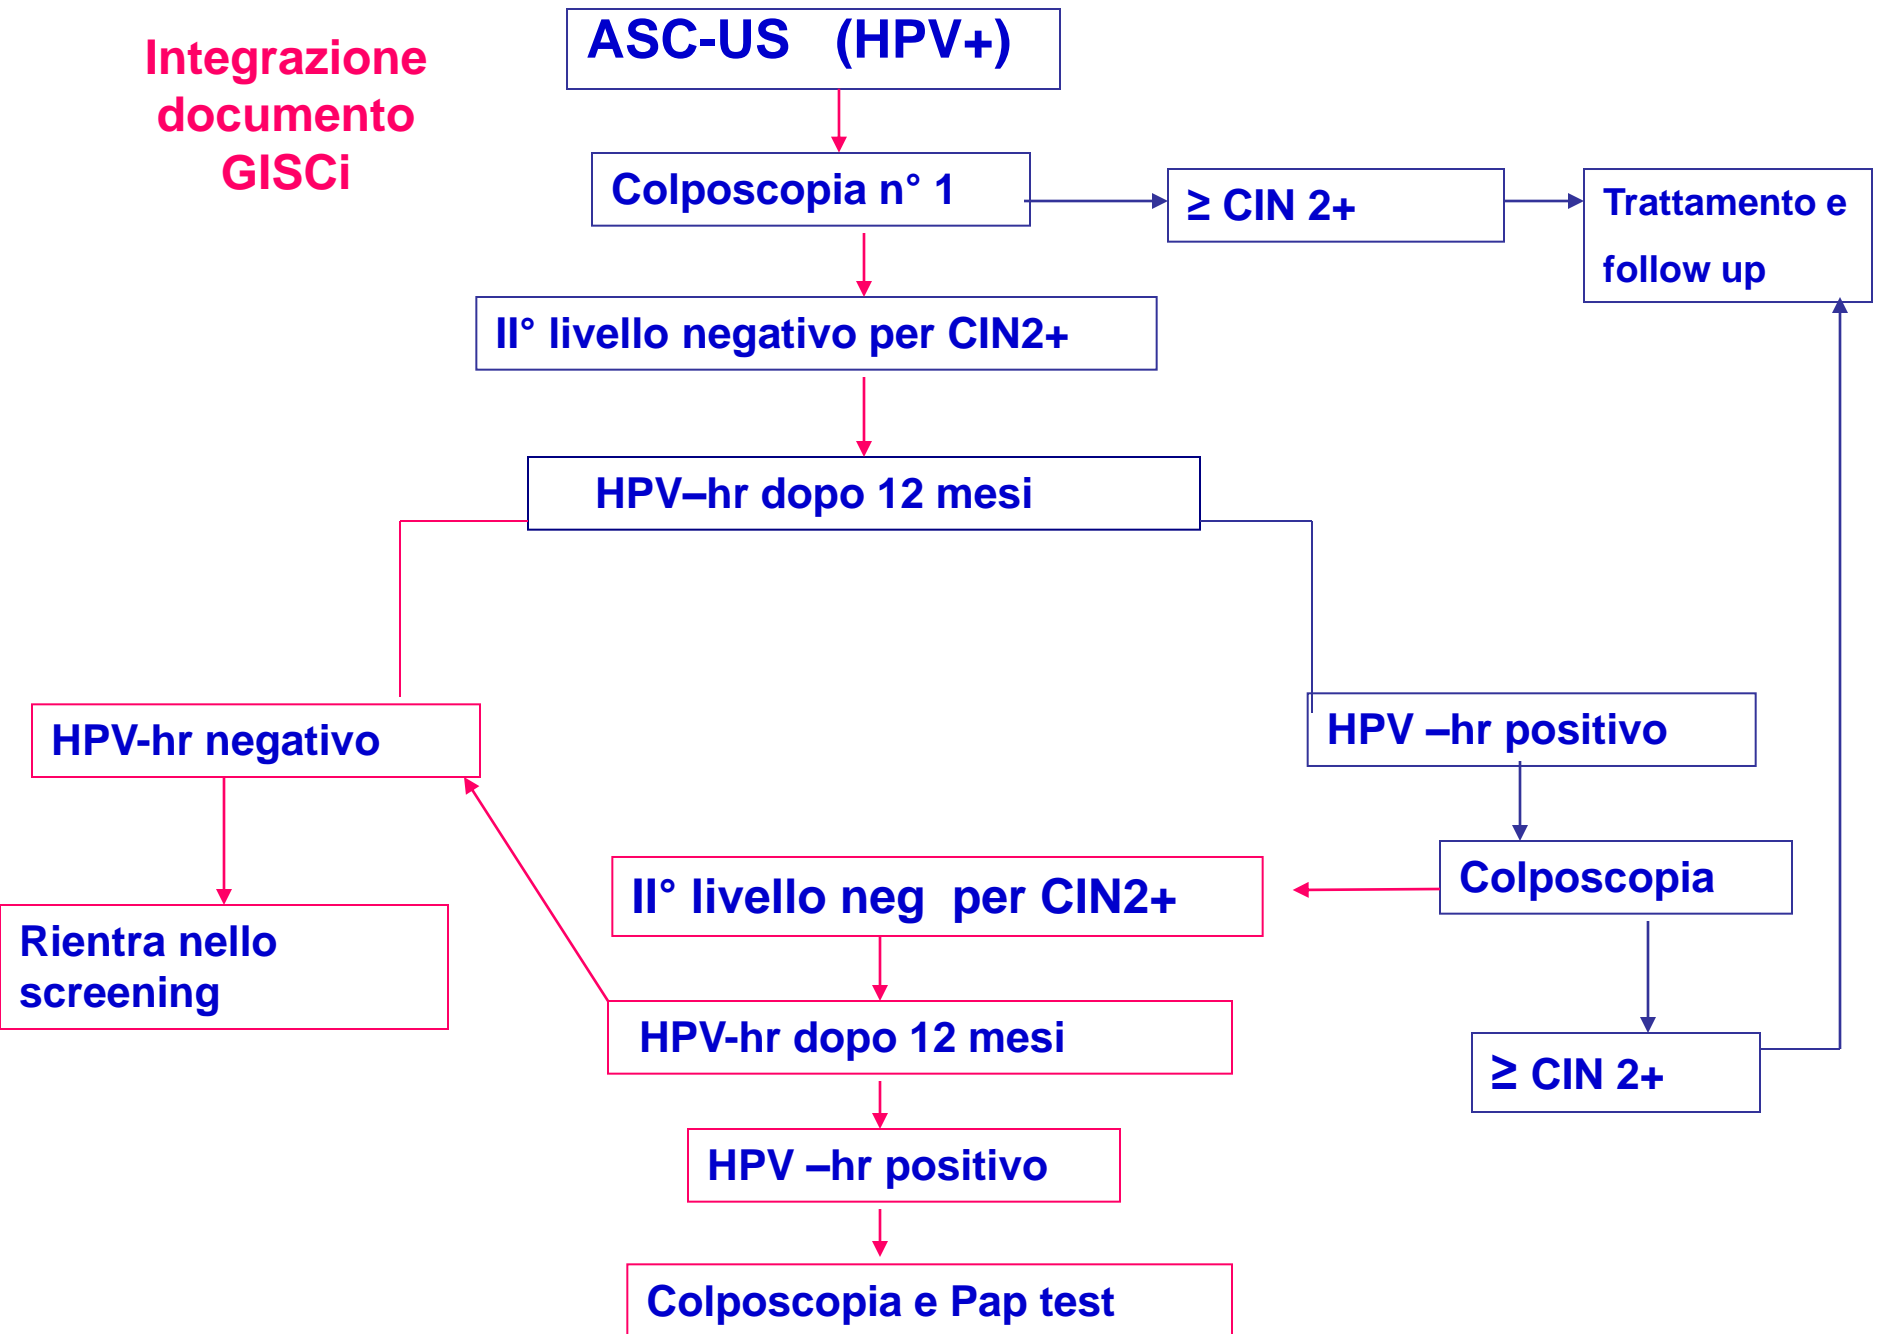 Integrazione
documento
GISCi
ASC-US (HPV+)
Colposcopia n° 1
≥ CIN 2+
Trattamento e
follow up
II° livello negativo per CIN2+
HPV–hr dopo 12 mesi
HPV-hr negativo
HPV –hr positivo
Rientra nello
screening
II° livello neg per CIN2+
Colposcopia
HPV-hr dopo 12 mesi
≥ CIN 2+
HPV –hr positivo
Colposcopia e Pap test